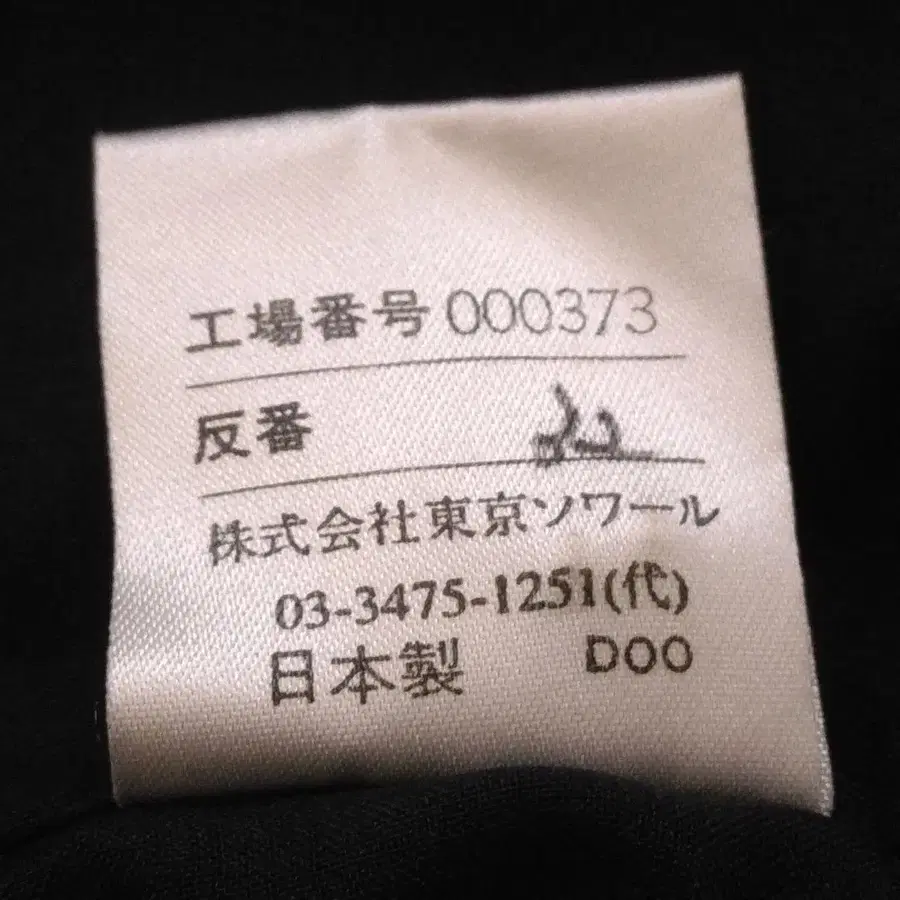 工場番号 000373
反番
株式会社東京ソワール
03-3475-1251(代)
日本製 D00